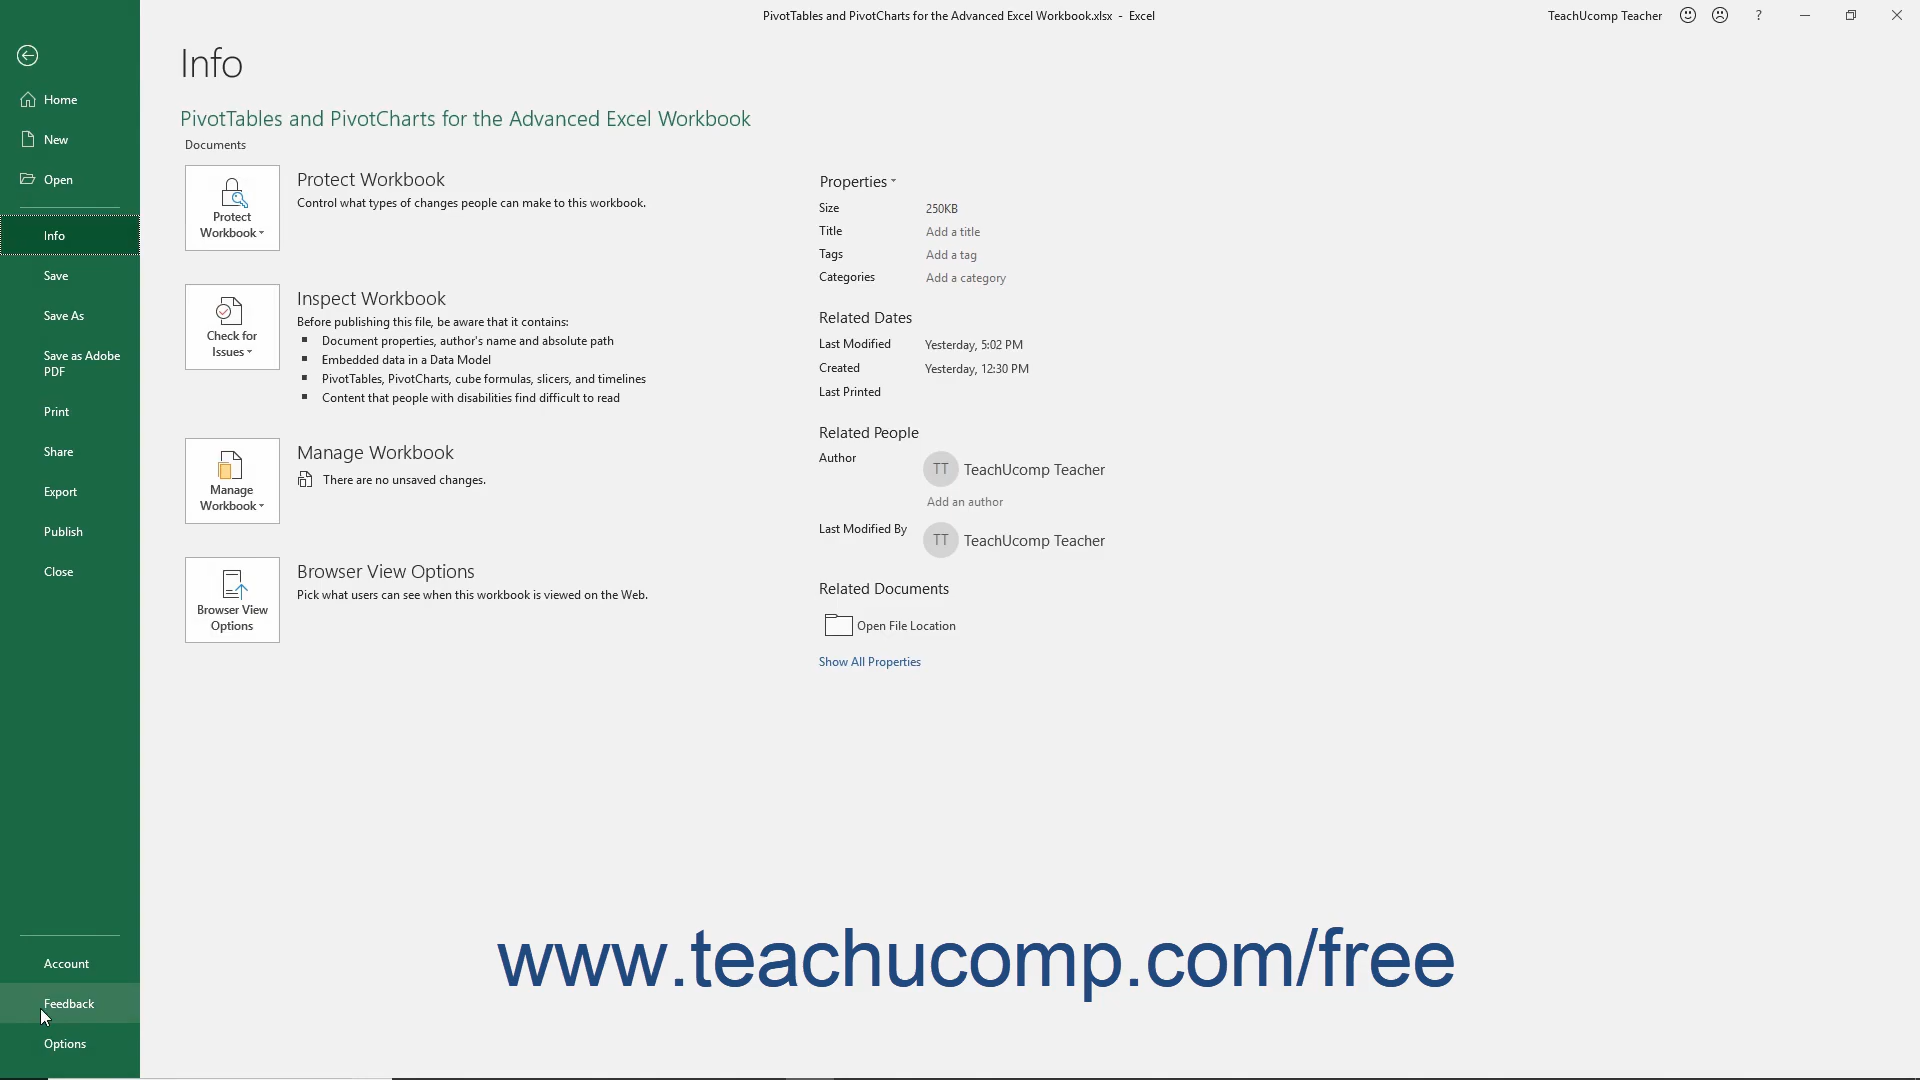 PivotTables and PivotCharts for the Advanced Excel Workbook.xlsx - Excel
TeachUcomp Teacher
?
Info
Home
New
Open
Info
Save
Save As
Save as Adobe
PDF
Print
Share
Export
Publish
Close
Account
Feedback
Options
PivotTables and PivotCharts for the Advanced Excel Workbook
Documents
Protect
Workbook
Protect Workbook
Control what types of changes people can make to this workbook.
Check for
Issues
Inspect Workbook
Before publishing this file, be aware that it contains:
Document properties, author's name and absolute path
Embedded data in a Data Model
PivotTables, PivotCharts, cube formulas, slicers, and timelines
Content that people with disabilities find difficult to read
Manage
Workbook
Manage Workbook
There are no unsaved changes.
Browser View
Options
Browser View Options
Pick what users can see when this workbook is viewed on the Web.
Properties
Size 250KB
Title Add a title
Tags Add a tag
Categories Add a category
Related Dates
Last Modified Yesterday, 5:02 PM
Created Yesterday, 12:30 PM
Last Printed
Related People
Author TT TeachUcomp Teacher
Add an author
Last Modified By TT TeachUcomp Teacher
Related Documents
Open File Location
Show All Properties
www.teachucomp.com/free